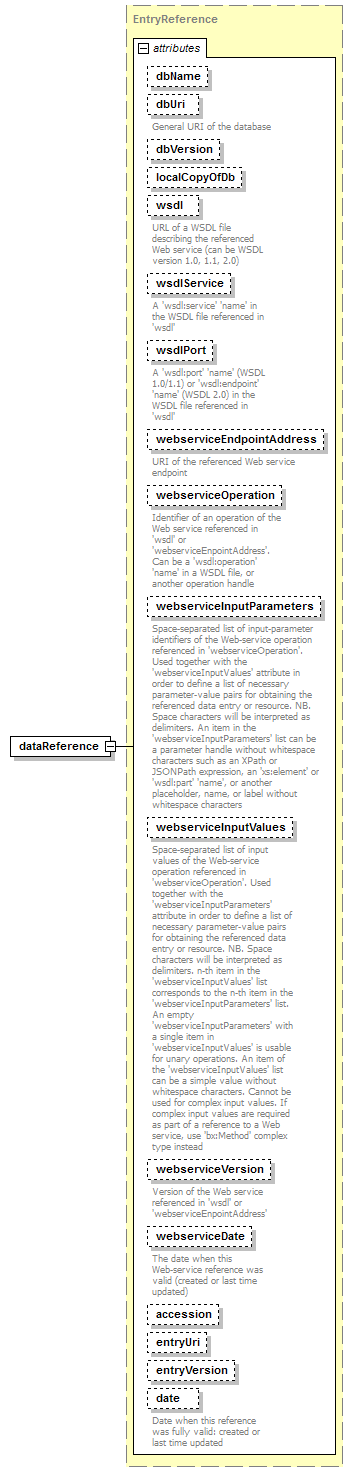 EntryReference
attributes
dbName
dbUri
General URI of the database
dbVersion
localCopyOfDb
wsdl
URL of a WSDL file
describing the referenced
Web service (can be WSDL
version 1.0, 1.1, 2.0)
wsdlService
A 'wsdl:service' 'name' in
the WSDL file referenced in
'wsdl'
wsdlPort
A 'wsdl:port' 'name' (WSDL
1.0/1.1) or 'wsdl:endpoint'
'name' (WSDL 2.0) in the
WSDL file referenced in
'wsdl'
webserviceEndpointAddress
URI of the referenced Web service
endpoint
webserviceOperation
Identifier of an operation of the
Web service referenced in
'wsdl' or
'webserviceEnpointAddress'.
Can be a 'wsdl:operation'
'name' in a WSDL file, or
another operation handle
webserviceInputParameters
Space-separated list of input-parameter
identifiers of the Web-service operation
referenced in 'webserviceOperation'.
Used together with the
'webserviceInputValues' attribute in
order to define a list of necessary
parameter-value pairs for obtaining the
referenced data entry or resource. NB.
Space characters will be interpreted as
delimiters. An item in the
'webserviceInputParameters' list can be
a parameter handle without whitespace
characters such as an XPath or
JSONPath expression, an 'xs:element' or
'wsdl:part' 'name', or another
placeholder, name, or label without
whitespace characters
dataReference
webserviceInputValues
Space-separated list of input
values of the Web-service
operation referenced in
'webserviceOperation'. Used
together with the
'webserviceInputParameters'
attribute in order to define a list of
necessary parameter-value pairs
for obtaining the referenced data
entry or resource. NB. Space
characters will be interpreted as
delimiters. n-th item in the
'webserviceInputValues' list
corresponds to the n-th item in the
'webserviceInputParameters' list.
An empty
'webserviceInputParameters' with
a single item in
'webserviceInputValues' is usable
for unary operations. An item of
the 'webserviceInputValues' list
can be a simple value without
whitespace characters. Cannot be
used for complex input values. If
complex input values are required
as part of a reference to a Web
service, use 'bx:Method' complex
type instead
webserviceVersion
Version of the Web service
referenced in 'wsdl' or
'webserviceEnpointAddress'
webserviceDate
The date when this
Web-service reference was
valid (created or last time
updated)
accession
entryUri
entryVersion
date
Date when this reference
was fully valid: created or
last time updated